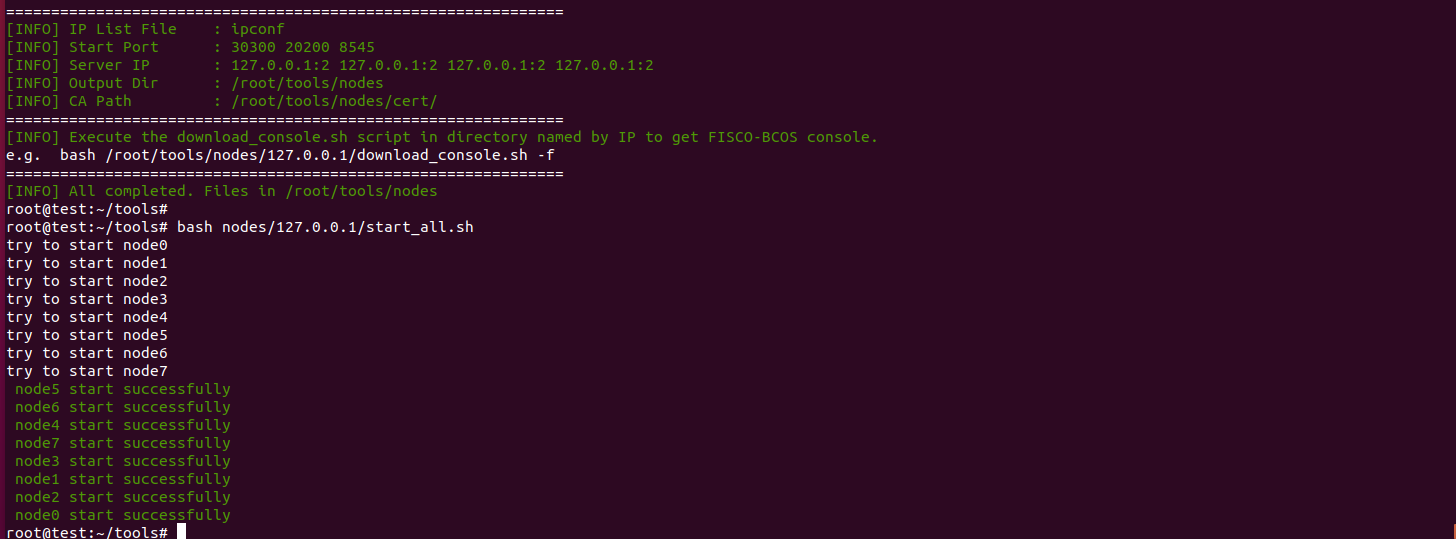 ==============================================================
[INFO] IP List File    : ipconf
[INFO] Start Port      : 30300 20200 8545
[INFO] Server IP       : 127.0.0.1:2 127.0.0.1:2 127.0.0.1:2 127.0.0.1:2
[INFO] Output Dir      : /root/tools/nodes
[INFO] CA Path         : /root/tools/nodes/cert/
==============================================================
[INFO] Execute the download_console.sh script in directory named by IP to get FISCO-BCOS console.
e.g.  bash /root/tools/nodes/127.0.0.1/download_console.sh -f
==============================================================
[INFO] All completed. Files in /root/tools/nodes
root@test:~/tools#
root@test:~/tools# bash nodes/127.0.0.1/start_all.sh
try to start node0
try to start node1
try to start node2
try to start node3
try to start node4
try to start node5
try to start node6
try to start node7
 node5 start successfully
 node6 start successfully
 node4 start successfully
 node7 start successfully
 node3 start successfully
 node1 start successfully
 node2 start successfully
 node0 start successfully
root@test:~/tools#